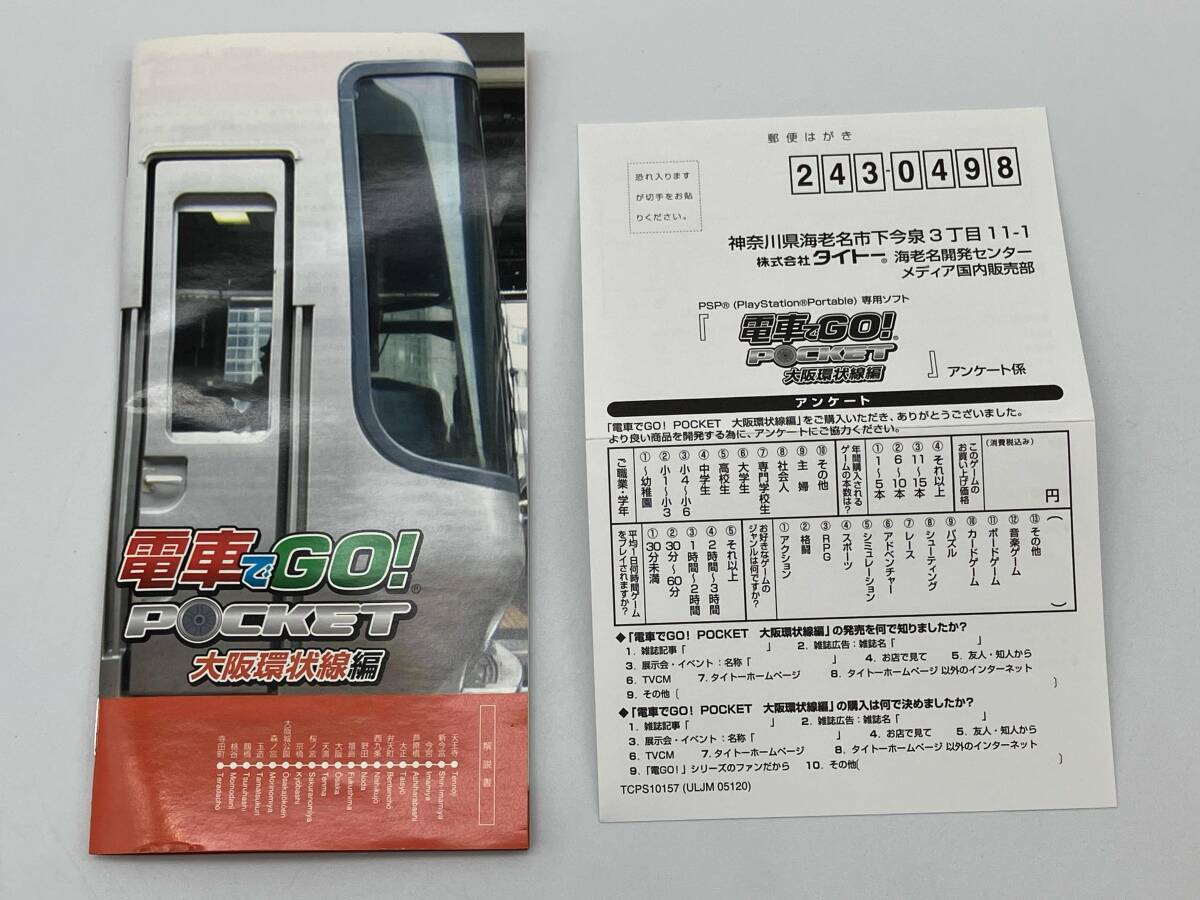 電車でGO!®
POCKET
大阪環状線編
解説書
天王寺 Tennoji
新今宮 Shin-Imamiya
今宮 Imamiya
芦原橋 Ashiharabashi
大正 Taisyō
弁天町 Bentenchō
西九条 Nishikujō
野田 Noda
福島 Fukushima
大阪 Ōsaka
天満 Tenma
桜ノ宮 Sakuranomiya
京橋 Kyōbashi
大阪城公園 Ōsakajōkōen
森ノ宮 Morinomiya
玉造 Tamatsukuri
鶴橋 Tsuruhashi
桃谷 Momodani
寺田町 Teradachō
郵便はがき
恐れ入ります
が切手をお貼
りください。
243-0498
神奈川県海老名市下今泉3丁目11-1
株式会社 タイトー® 海老名開発センター
メディア国内販売部
PSP®(PlayStation®Portable)専用ソフト
『電車でGO!®
POCKET
大阪環状線編』アンケート係
アンケート
「電車でGO! POCKET 大阪環状線編」をご購入いただき、ありがとうございました。
より良い商品を開発する為に、アンケートにご協力ください。
ご職業・学年
①〜幼稚園
②小1〜小3
③小4〜小6
④中学生
⑤高校生
⑥大学生
⑦専門学校生
⑧社会人
⑨主婦
⑩その他
年間購入される
ゲームの本数は?
①1〜5本
②6〜10本
③11〜15本
④それ以上
このゲームの
お買い上げ価格
(消費税込み)
円
平均1日何時間ゲーム
をプレイされますか?
①30分未満
②30分〜60分
③1時間〜2時間
④2時間〜3時間
⑤それ以上
お好きなゲームの
ジャンルは何ですか?
①アクション
②格闘
③RPG
④スポーツ
⑤シミュレーション
⑥アドベンチャー
⑦レース
⑧シューティング
⑨パズル
⑩カードゲーム
⑪ボードゲーム
⑫音楽ゲーム
⑬その他( )
◆「電車でGO! POCKET 大阪環状線編」の発売を何で知りましたか?
1. 雑誌記事「 」 2. 雑誌広告:雑誌名「 」
3. 展示会・イベント:名称「 」 4. お店で見て 5. 友人・知人から
6. TVCM 7. タイトーホームページ 8. タイトーホームページ以外のインターネット
9. その他( )
◆「電車でGO! POCKET 大阪環状線編」の購入は何で決めましたか?
1. 雑誌記事「 」 2. 雑誌広告:雑誌名「 」
3. 展示会・イベント:名称「 」 4. お店で見て 5. 友人・知人から
6. TVCM 7. タイトーホームページ 8. タイトーホームページ以外のインターネット
9. 「電GO!」シリーズのファンだから 10. その他( )
TCPS10157 (ULJM 05120)